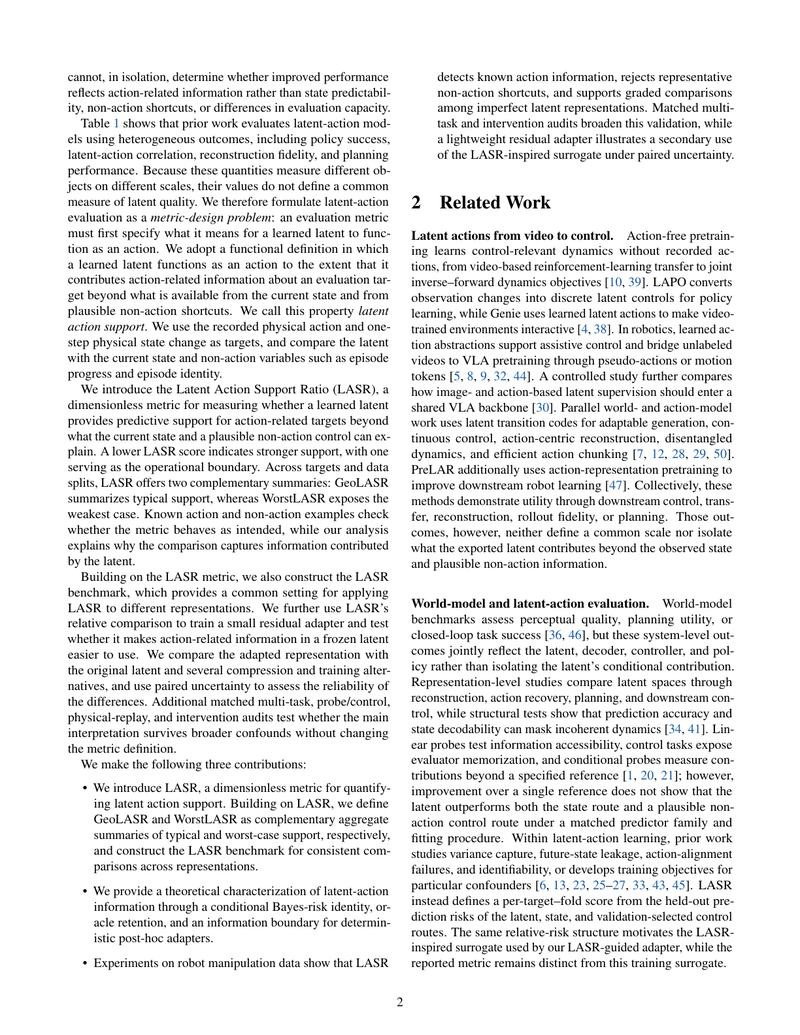 cannot, in isolation, determine whether improved performance
reflects action-related information rather than state predictabil-
ity, non-action shortcuts, or differences in evaluation capacity.
Table 1 shows that prior work evaluates latent-action mod-
els using heterogeneous outcomes, including policy success,
latent-action correlation, reconstruction fidelity, and planning
performance. Because these quantities measure different ob-
jects on different scales, their values do not define a common
measure of latent quality. We therefore formulate latent-action
evaluation as a metric-design problem: an evaluation metric
must first specify what it means for a learned latent to func-
tion as an action. We adopt a functional definition in which
a learned latent functions as an action to the extent that it
contributes action-related information about an evaluation tar-
get beyond what is available from the current state and from
plausible non-action shortcuts. We call this property latent
action support. We use the recorded physical action and one-
step physical state change as targets, and compare the latent
with the current state and non-action variables such as episode
progress and episode identity.
We introduce the Latent Action Support Ratio (LASR), a
dimensionless metric for measuring whether a learned latent
provides predictive support for action-related targets beyond
what the current state and a plausible non-action control can ex-
plain. A lower LASR score indicates stronger support, with one
serving as the operational boundary. Across targets and data
splits, LASR offers two complementary summaries: GeoLASR
summarizes typical support, whereas WorstLASR exposes the
weakest case. Known action and non-action examples check
whether the metric behaves as intended, while our analysis
explains why the comparison captures information contributed
by the latent.
Building on the LASR metric, we also construct the LASR
benchmark, which provides a common setting for applying
LASR to different representations. We further use LASR's
relative comparison to train a small residual adapter and test
whether it makes action-related information in a frozen latent
easier to use. We compare the adapted representation with
the original latent and several compression and training alter-
natives, and use paired uncertainty to assess the reliability of
the differences. Additional matched multi-task, probe/control,
physical-replay, and intervention audits test whether the main
interpretation survives broader confounds without changing
the metric definition.
We make the following three contributions:
• We introduce LASR, a dimensionless metric for quantify-
ing latent action support. Building on LASR, we define
GeoLASR and WorstLASR as complementary aggregate
summaries of typical and worst-case support, respectively,
and construct the LASR benchmark for consistent com-
parisons across representations.
• We provide a theoretical characterization of latent-action
information through a conditional Bayes-risk identity, or-
acle retention, and an information boundary for determin-
istic post-hoc adapters.
• Experiments on robot manipulation data show that LASR
detects known action information, rejects representative
non-action shortcuts, and supports graded comparisons
among imperfect latent representations. Matched multi-
task and intervention audits broaden this validation, while
a lightweight residual adapter illustrates a secondary use
of the LASR-inspired surrogate under paired uncertainty.
2 Related Work
Latent actions from video to control. Action-free pretrain-
ing learns control-relevant dynamics without recorded ac-
tions, from video-based reinforcement-learning transfer to joint
inverse–forward dynamics objectives [10, 39]. LAPO converts
observation changes into discrete latent controls for policy
learning, while Genie uses learned latent actions to make video-
trained environments interactive [4, 38]. In robotics, learned ac-
tion abstractions support assistive control and bridge unlabeled
videos to VLA pretraining through pseudo-actions or motion
tokens [5, 8, 9, 32, 44]. A controlled study further compares
how image- and action-based latent supervision should enter a
shared VLA backbone [30]. Parallel world- and action-model
work uses latent transition codes for adaptable generation, con-
tinuous control, action-centric reconstruction, disentangled
dynamics, and efficient action chunking [7, 12, 28, 29, 50].
PreLAR additionally uses action-representation pretraining to
improve downstream robot learning [47]. Collectively, these
methods demonstrate utility through downstream control, trans-
fer, reconstruction, rollout fidelity, or planning. Those out-
comes, however, neither define a common scale nor isolate
what the exported latent contributes beyond the observed state
and plausible non-action information.
World-model and latent-action evaluation. World-model
benchmarks assess perceptual quality, planning utility, or
closed-loop task success [36, 46], but these system-level out-
comes jointly reflect the latent, decoder, controller, and pol-
icy rather than isolating the latent's conditional contribution.
Representation-level studies compare latent spaces through
reconstruction, action recovery, planning, and downstream con-
trol, while structural tests show that prediction accuracy and
state decodability can mask incoherent dynamics [34, 41]. Lin-
ear probes test information accessibility, control tasks expose
evaluator memorization, and conditional probes measure con-
tributions beyond a specified reference [1, 20, 21]; however,
improvement over a single reference does not show that the
latent outperforms both the state route and a plausible non-
action control route under a matched predictor family and
fitting procedure. Within latent-action learning, prior work
studies variance capture, future-state leakage, action-alignment
failures, and identifiability, or develops training objectives for
particular confounders [6, 13, 23, 25–27, 33, 43, 45]. LASR
instead defines a per-target–fold score from the held-out pre-
diction risks of the latent, state, and validation-selected control
routes. The same relative-risk structure motivates the LASR-
inspired surrogate used by our LASR-guided adapter, while the
reported metric remains distinct from this training surrogate.
2